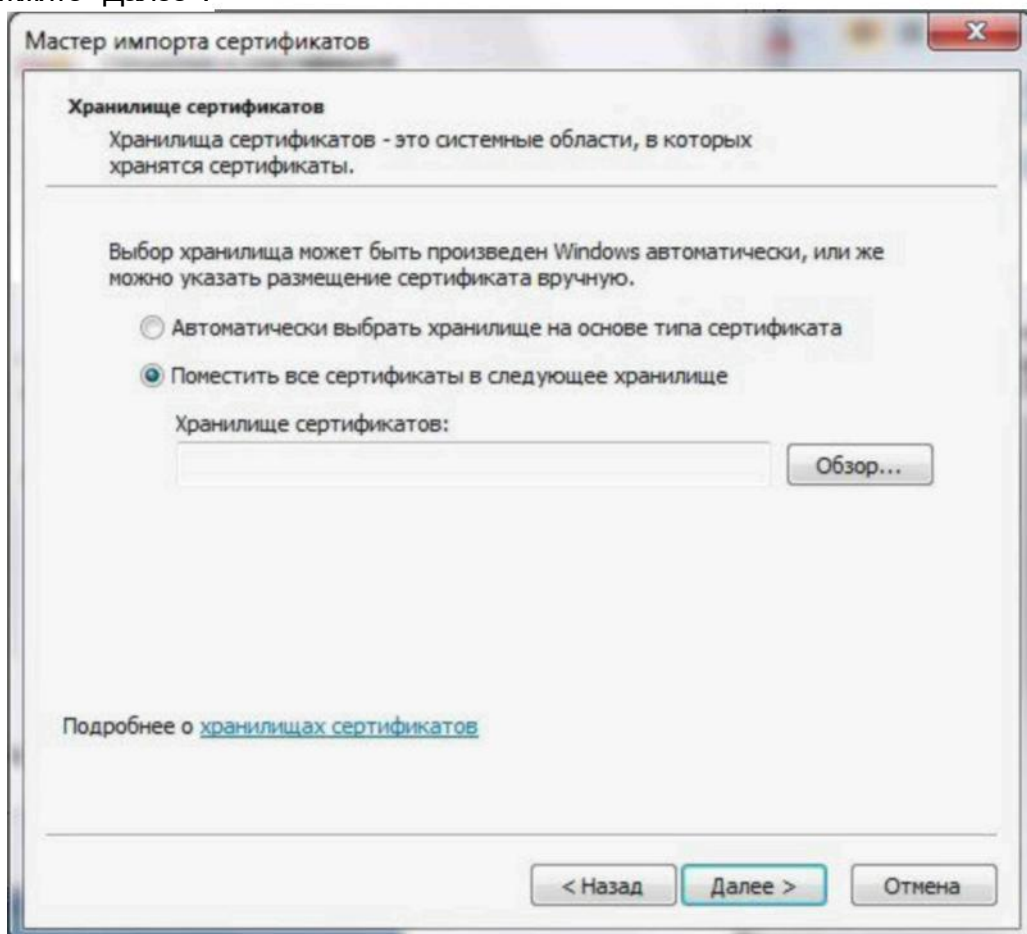 "Далее".
Мастер импорта сертификатов
Хранилище сертификатов
Хранилища сертификатов - это системные области, в которых
хранятся сертификаты.
Выбор хранилища может быть произведен Windows автоматически, или же
можно указать размещение сертификата вручную.
Автоматически выбрать хранилище на основе типа сертификата
Поместить все сертификаты в следующее хранилище
Хранилище сертификатов:
Обзор...
Подробнее о хранилищах сертификатов
< Назад
Далее >
Отмена